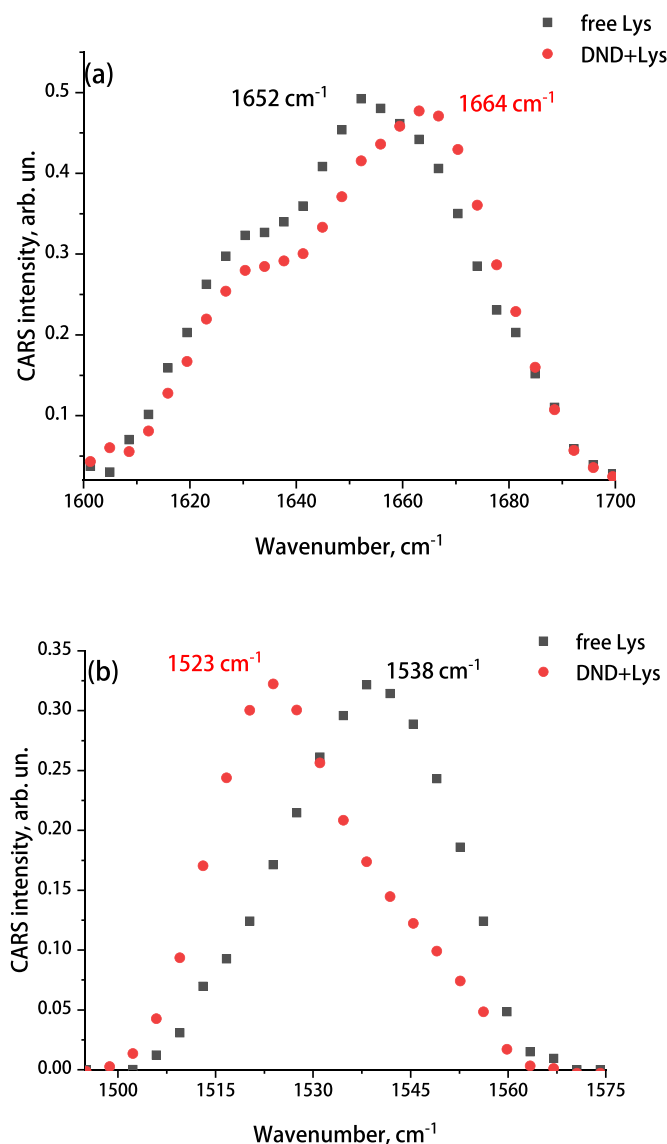 free Lys
DND+Lys
(a)
1652 cm⁻¹
1664 cm⁻¹
0.5
0.4
0.3
0.2
0.1
CARS intensity, arb. un.
1600 1620 1640 1660 1680 1700
Wavenumber, cm⁻¹
free Lys
DND+Lys
(b)
1523 cm⁻¹
1538 cm⁻¹
0.35
0.30
0.25
0.20
0.15
0.10
0.05
0.00
CARS intensity, arb. un.
1500 1515 1530 1545 1560 1575
Wavenumber, cm⁻¹